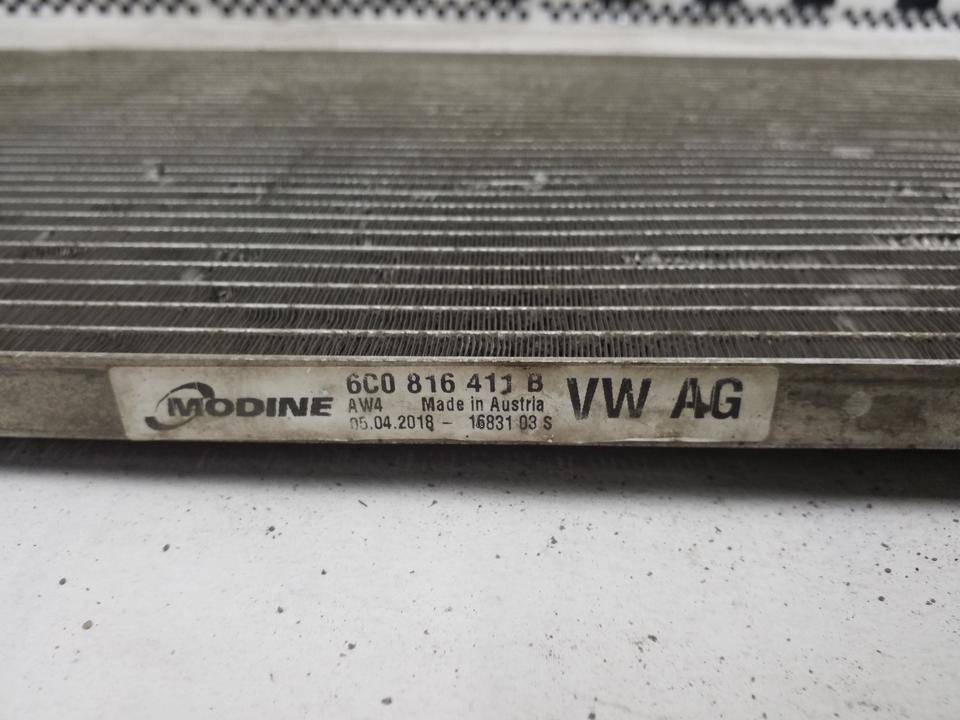 MODINE
6C0 816 411 B
AW4 Made in Austria
05.04.2018 - 16831 03 S
VW AG